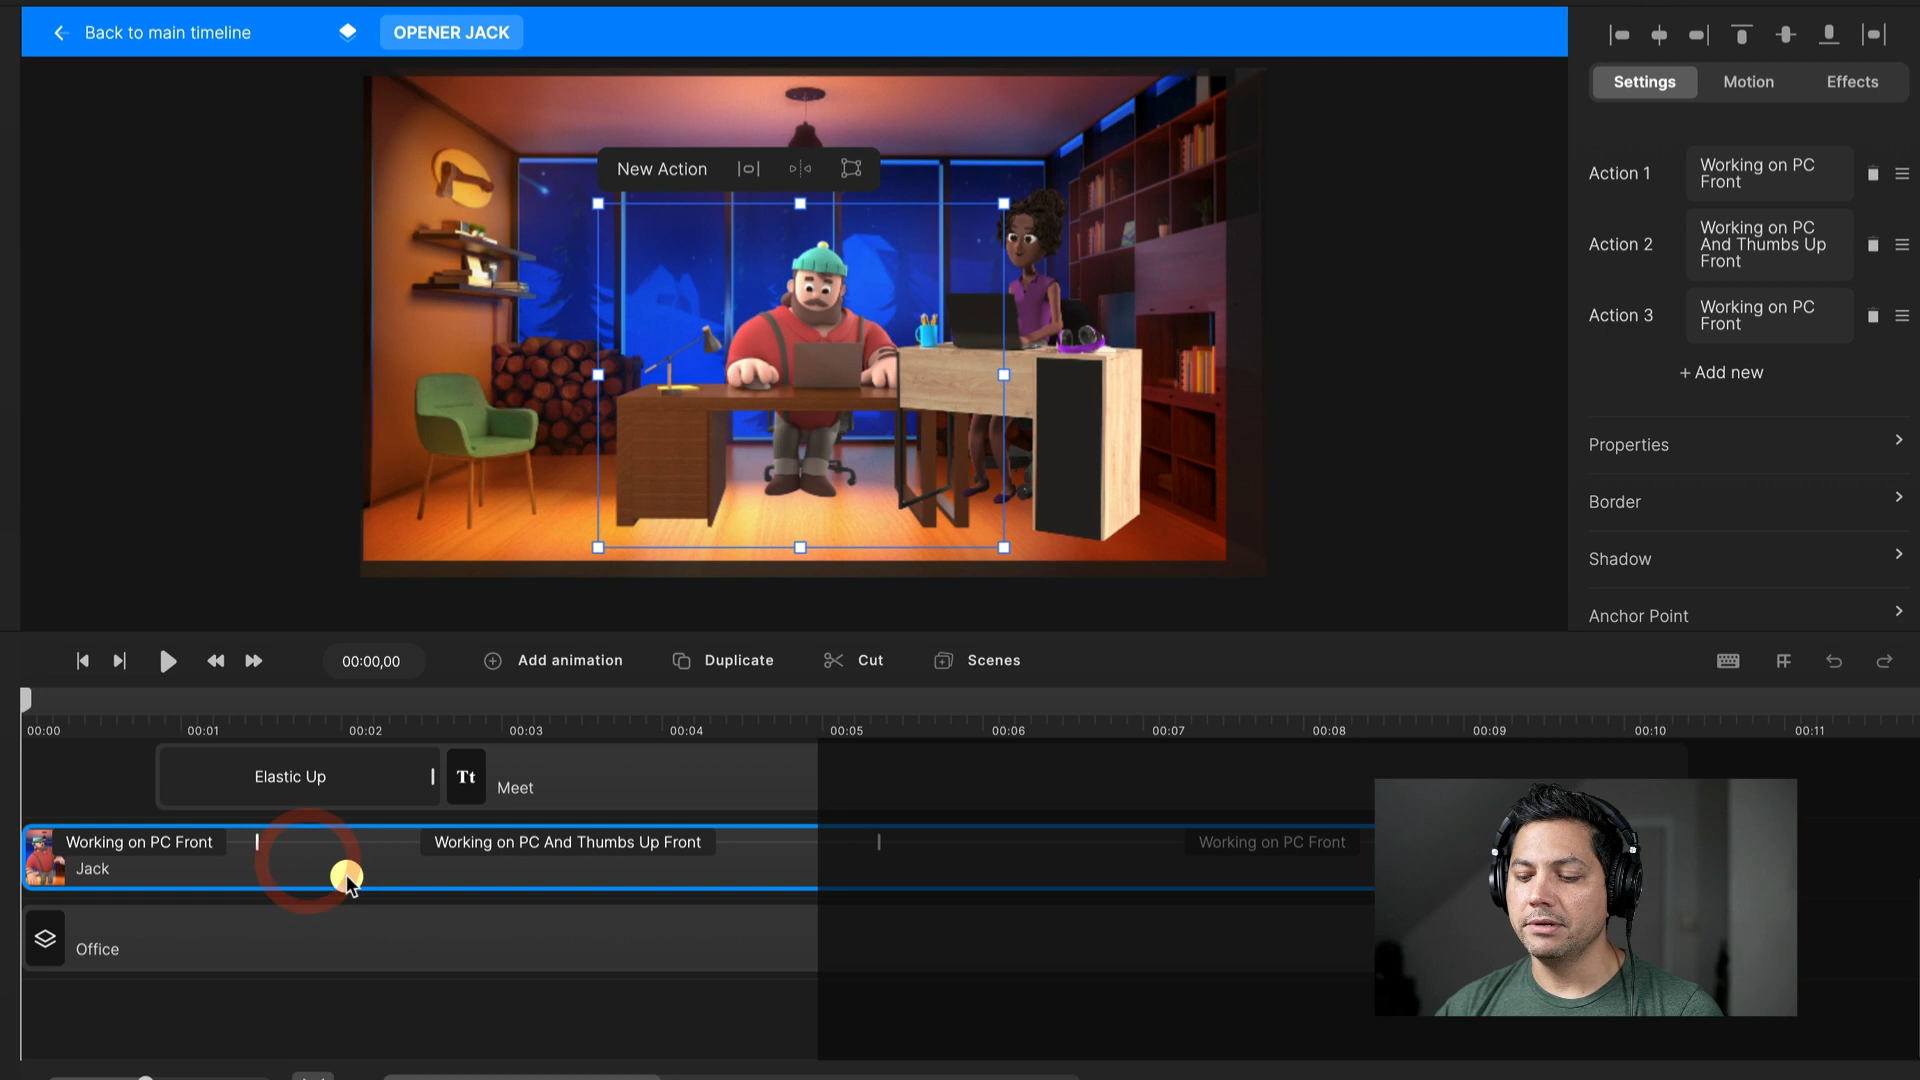 Back to main timeline
OPENER JACK
Settings
Motion
Effects
New Action
Action 1
Working on PC
Front
Action 2
Working on PC
And Thumbs Up
Front
Action 3
Working on PC
Front
+ Add new
Properties
Border
Shadow
Anchor Point
00:00,00
Add animation
Duplicate
Cut
Scenes
00:00
00:01
00:02
00:03
00:04
00:05
00:06
00:07
00:08
00:09
00:10
00:11
Elastic Up
Tt
Meet
Working on PC Front
Working on PC And Thumbs Up Front
Working on PC Front
Jack
Office